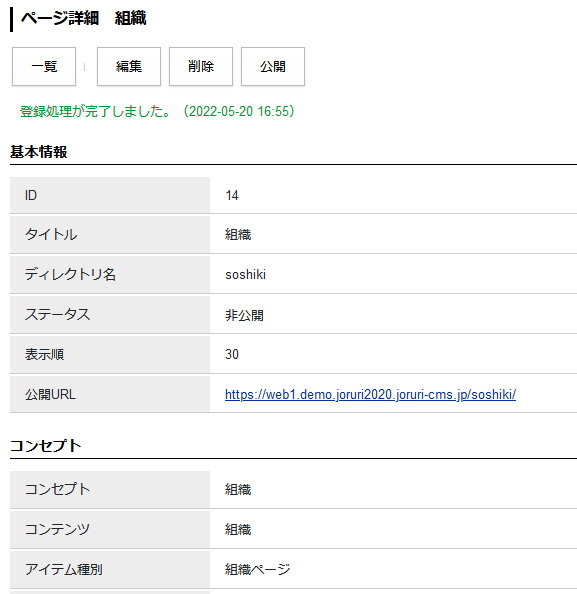 ページ詳細　組織
一覧 編集 削除 公開
登録処理が完了しました。（2022-05-20 16:55）
基本情報
ID 14
タイトル 組織
ディレクトリ名 soshiki
ステータス 非公開
表示順 30
公開URL https://web1.demo.joruri2020.joruri-cms.jp/soshiki/
コンセプト
コンセプト 組織
コンテンツ 組織
アイテム種別 組織ページ